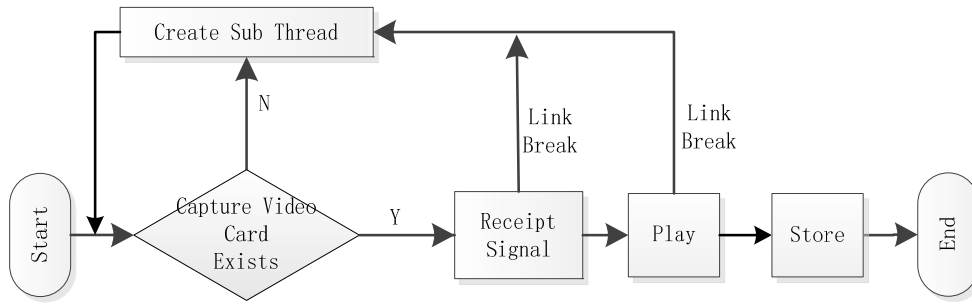 Create Sub Thread
N
Link
Break
Link
Break
Start
Capture Video
Card
Exists
Y
Receipt
Signal
Play
Store
End